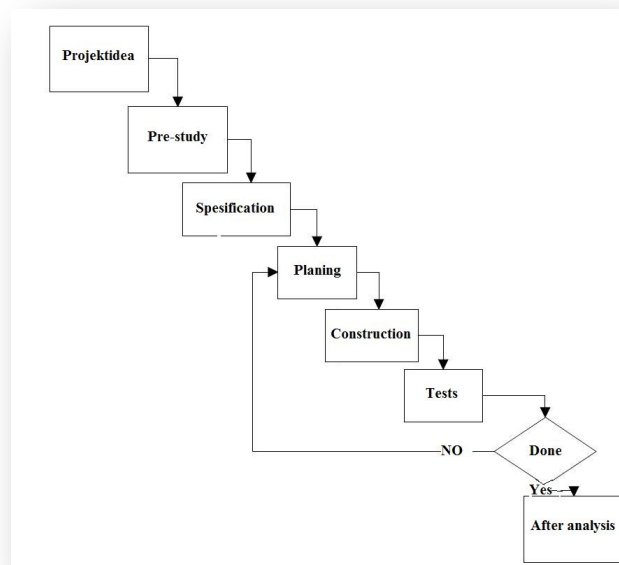 Projektidea
Pre-study
Spesification
Planing
Construction
Tests
Done
NO
Yes
After analysis